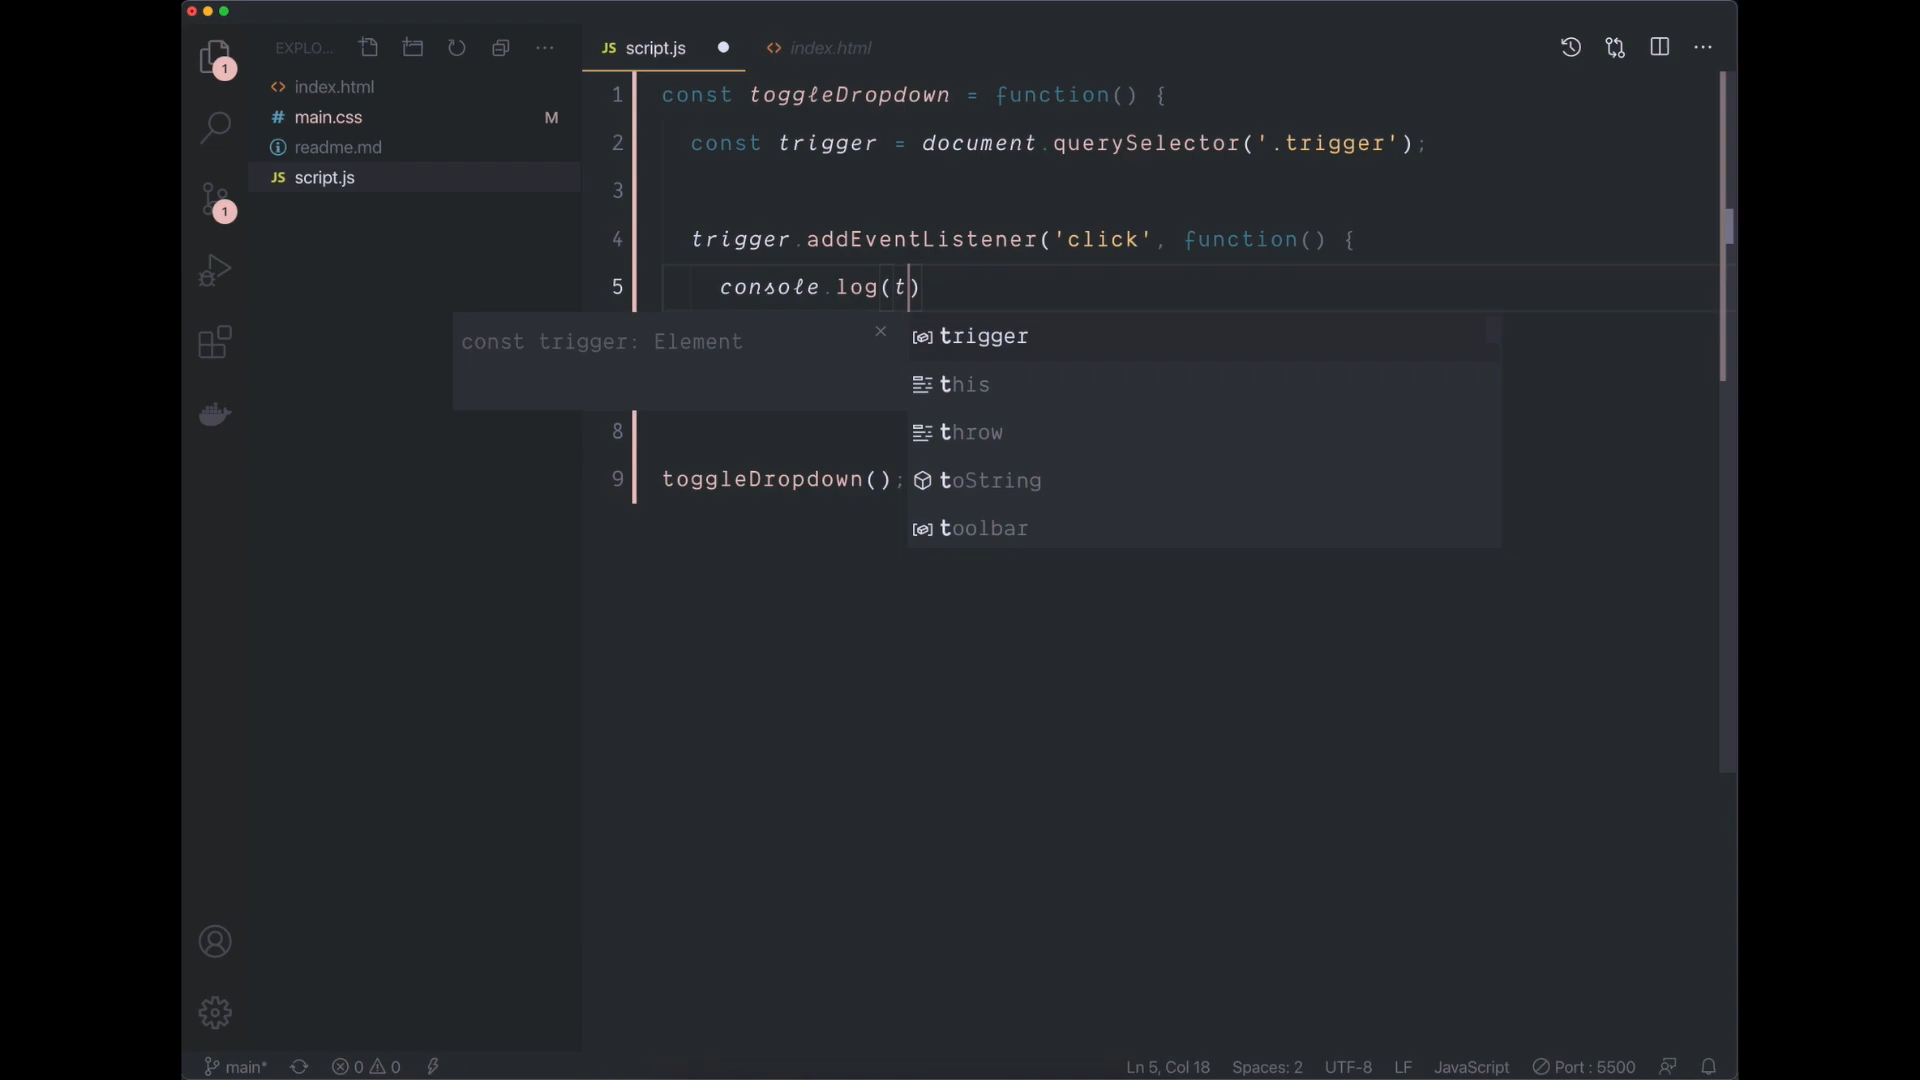 EXPLO...
index.html
main.css M
readme.md
JS script.js
1
1
JS script.js
index.html
1 const toggleDropdown = function() {
2 const trigger = document.querySelector('.trigger');
3
4 trigger.addEventListener('click', function() {
5 console.log(t)
const trigger: Element
trigger
this
throw
toString
toolbar
8
9 toggleDropdown();
main* 0 0 Ln 5, Col 18 Spaces: 2 UTF-8 LF JavaScript Port : 5500